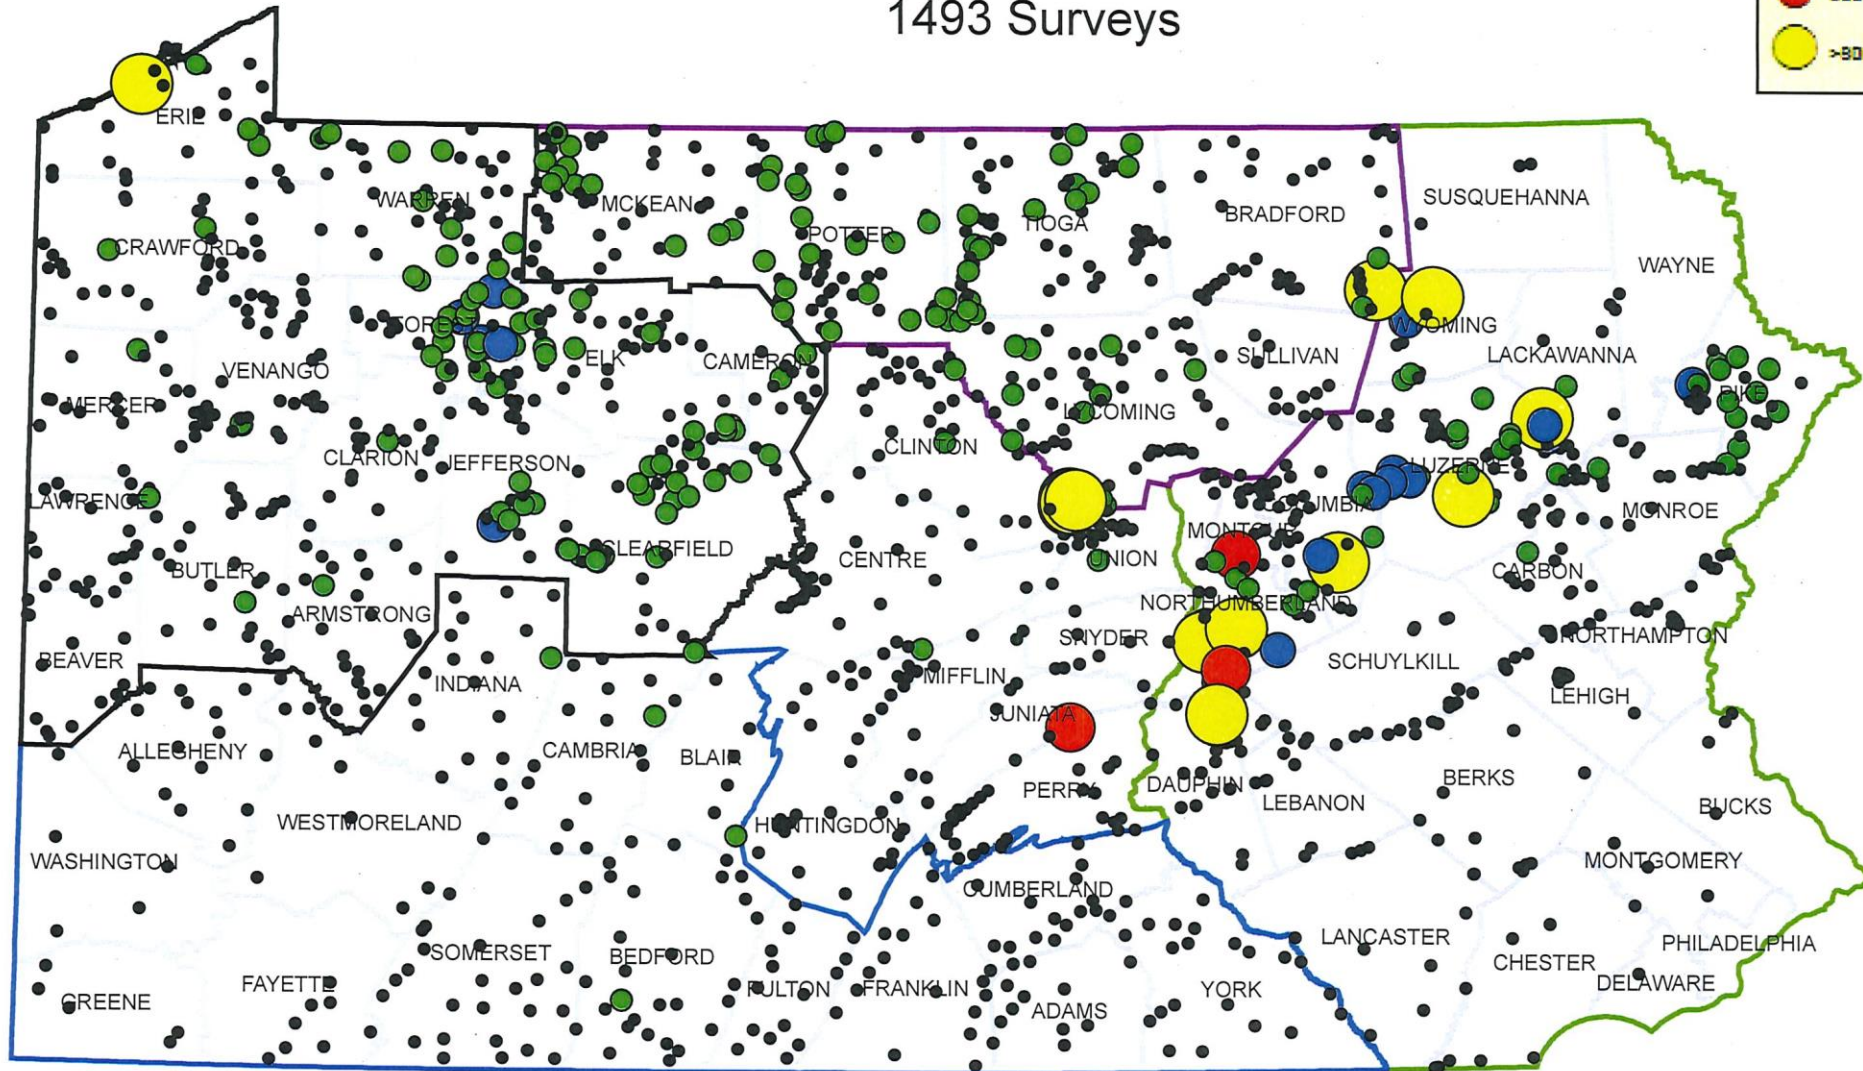 1493 Surveys
ERIE
WARREN
MCKEAN
SUSQUEHANNA
BRADFORD
TIOGA
POTTER
CRAWFORD
WAYNE
FOREST
WYOMING
LACKAWANNA
SULLIVAN
ELK
CAMERON
VENANGO
PIKE
MERCER
LYCOMING
CLINTON
CLARION
JEFFERSON
LUZERNE
LAWRENCE
COLUMBIA
MONROE
MONTOUR
CLEARFIELD
CENTRE
UNION
BUTLER
CARBON
ARMSTRONG
NORTHUMBERLAND
NORTHAMPTON
SNYDER
BEAVER
SCHUYLKILL
MIFFLIN
INDIANA
LEHIGH
JUNIATA
ALLEGHENY
CAMBRIA
BLAIR
BERKS
DAUPHIN
PERRY
LEBANON
BUCKS
WESTMORELAND
HUNTINGDON
WASHINGTON
MONTGOMERY
CUMBERLAND
LANCASTER
PHILADELPHIA
SOMERSET
BEDFORD
CHESTER
FAYETTE
DELAWARE
FULTON
FRANKLIN
YORK
GREENE
ADAMS